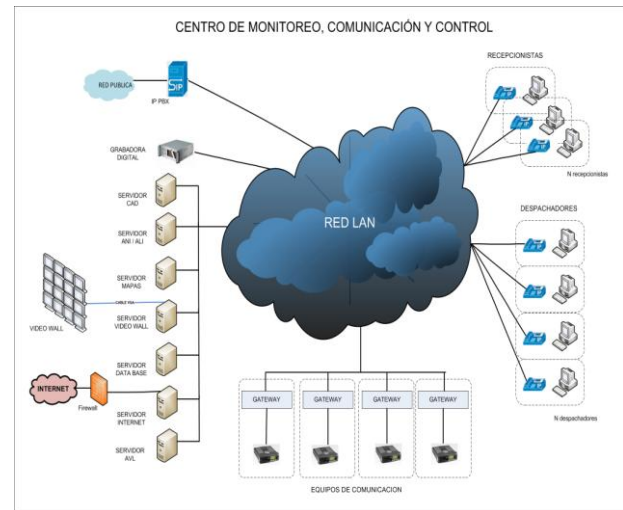 CENTRO DE MONITOREO, COMUNICACIÓN Y CONTROL
RED PUBLICA
SIP
IP PBX
GRABADORA
DIGITAL
SERVIDOR
CAD
SERVIDOR
ANI / ALI
SERVIDOR
MAPAS
VIDEO WALL
SERVIDOR
VIDEO WALL
SERVIDOR
DATA BASE
INTERNET
Firewall
SERVIDOR
INTERNET
SERVIDOR
AVL
RED LAN
RECEPCIONISTAS
N recepcionistas
DESPACHADORES
N despachadores
GATEWAY
GATEWAY
GATEWAY
GATEWAY
EQUIPOS DE COMUNICACION